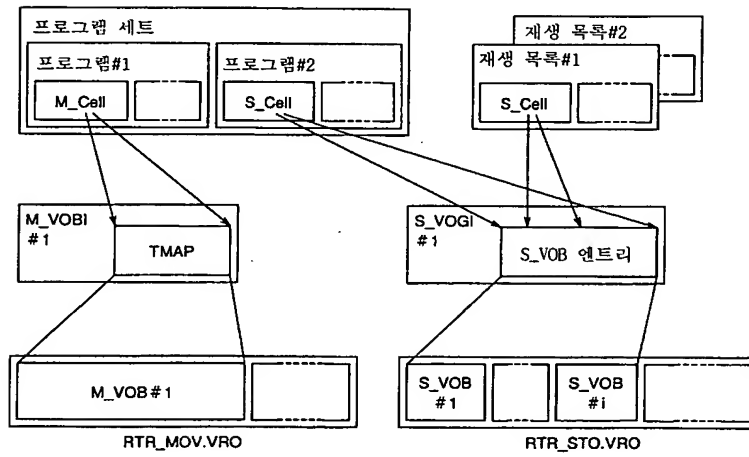 프로그램 세트
재생 목록#2
프로그램#1
프로그램#2
재생 목록#1
M_Cell
S_Cell
S_Cell
M_VOBI
#1
TMAP
S_VOGI
#1
S_VOB 엔트리
M_VOB#1
S_VOB
#1
S_VOB
#i
RTR_MOV.VRO
RTR_STO.VRO